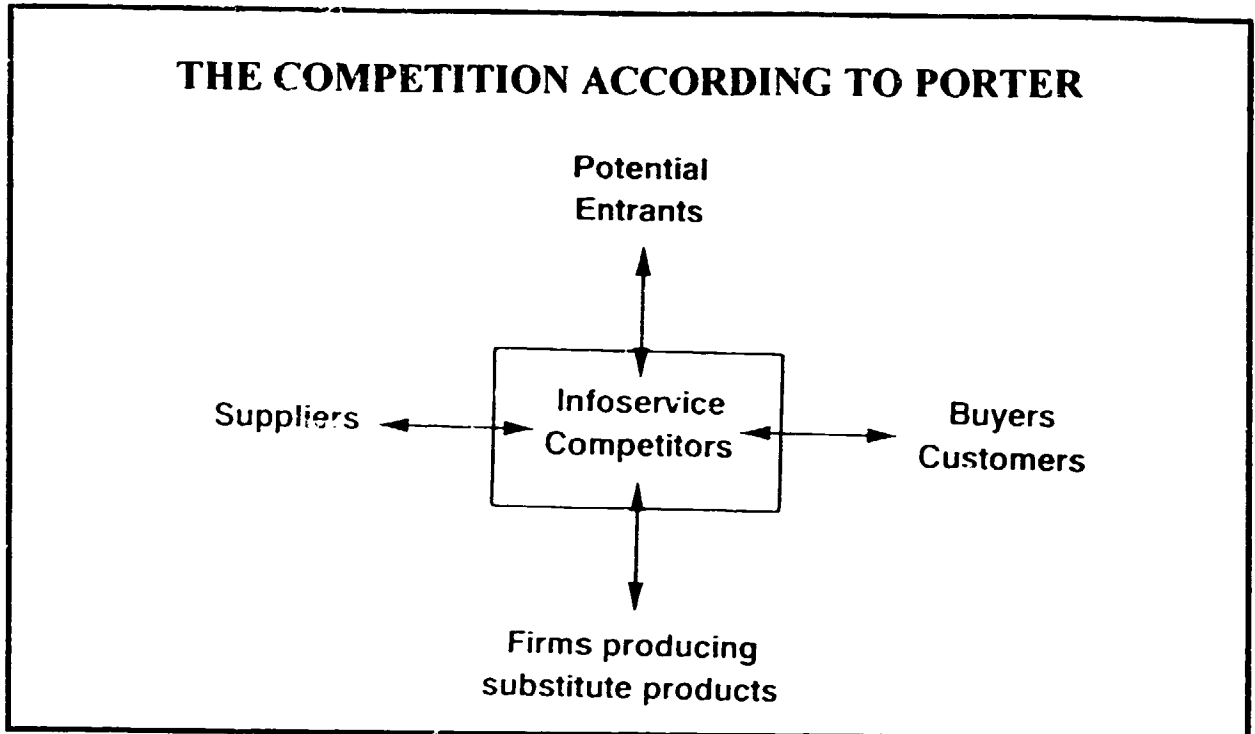 THE COMPETITION ACCORDING TO PORTER
Potential
Entrants
Suppliers
Infoservice
Competitors
Buyers
Customers
Firms producing
substitute products